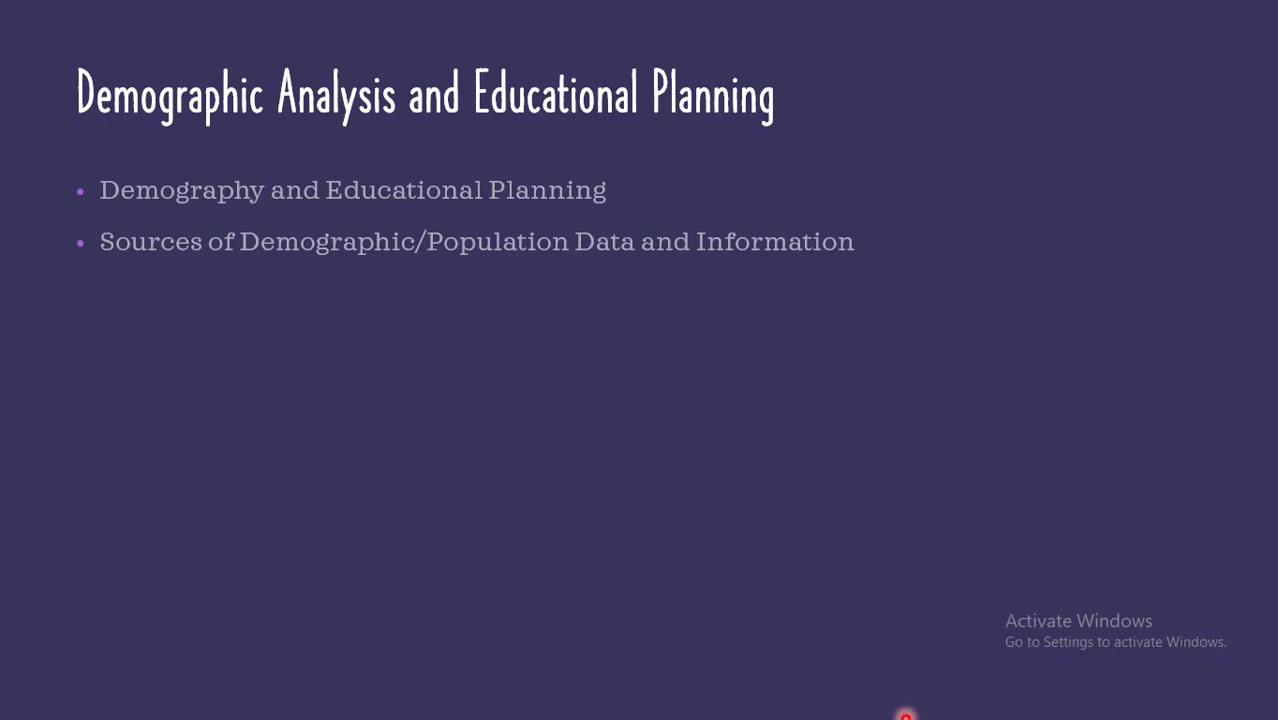 Demographic Analysis and Educational Planning
• Demography and Educational Planning
• Sources of Demographic/Population Data and Information
Activate Windows
Go to Settings to activate Windows.